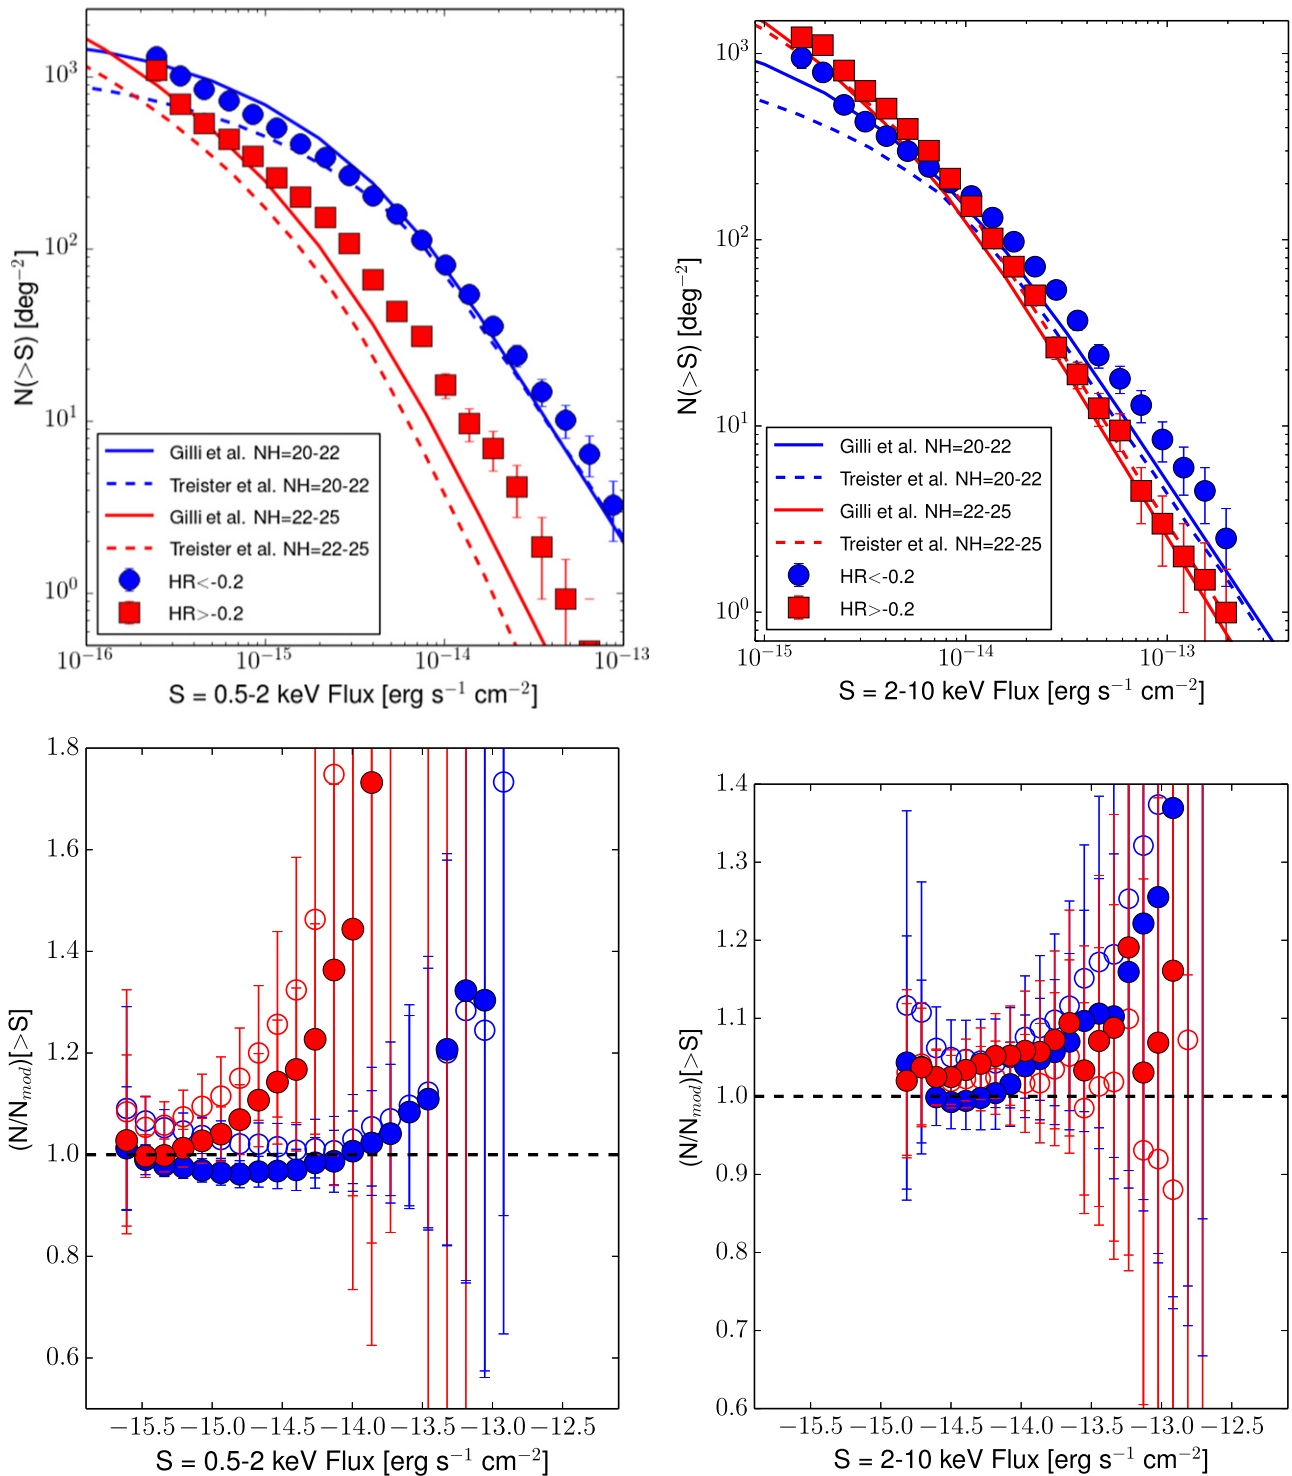 N(>S) [deg⁻²]
10³
10²
10¹
10⁰
Gilli et al. NH=20-22
Treister et al. NH=20-22
Gilli et al. NH=22-25
Treister et al. NH=22-25
HR<-0.2
HR>-0.2
10⁻¹⁶ 10⁻¹⁵ 10⁻¹⁴ 10⁻¹³
S = 0.5-2 keV Flux [erg s⁻¹ cm⁻²]
N(>S) [deg⁻²]
10³
10²
10¹
10⁰
Gilli et al. NH=20-22
Treister et al. NH=20-22
Gilli et al. NH=22-25
Treister et al. NH=22-25
HR<-0.2
HR>-0.2
10⁻¹⁵ 10⁻¹⁴ 10⁻¹³
S = 2-10 keV Flux [erg s⁻¹ cm⁻²]
(N/N_mod)[>S]
1.8
1.6
1.4
1.2
1.0
0.8
0.6
−15.5 −15.0 −14.5 −14.0 −13.5 −13.0 −12.5
S = 0.5-2 keV Flux [erg s⁻¹ cm⁻²]
(N/N_mod)[>S]
1.4
1.3
1.2
1.1
1.0
0.9
0.8
0.7
0.6
−15.5 −15.0 −14.5 −14.0 −13.5 −13.0 −12.5
S = 2-10 keV Flux [erg s⁻¹ cm⁻²]